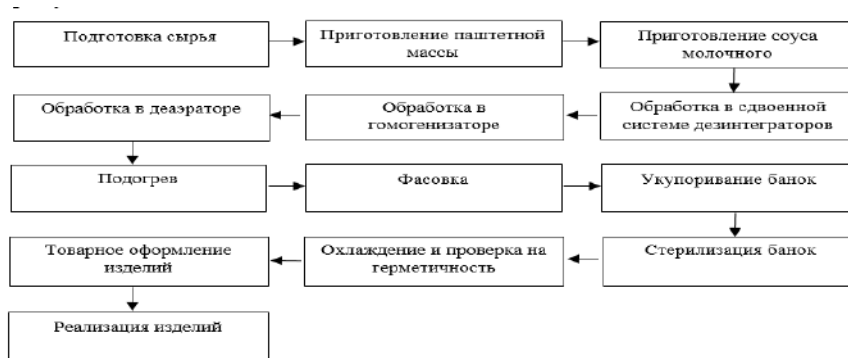 Подготовка сырья
Приготовление паштетной
массы
Приготовление соуса
молочного
Обработка в сдвоенной
системе дезинтеграторов
Обработка в
гомогенизаторе
Обработка в деаэраторе
Подогрев
Фасовка
Укупоривание банок
Стерилизация банок
Охлаждение и проверка на
герметичность
Товарное оформление
изделий
Реализация изделий